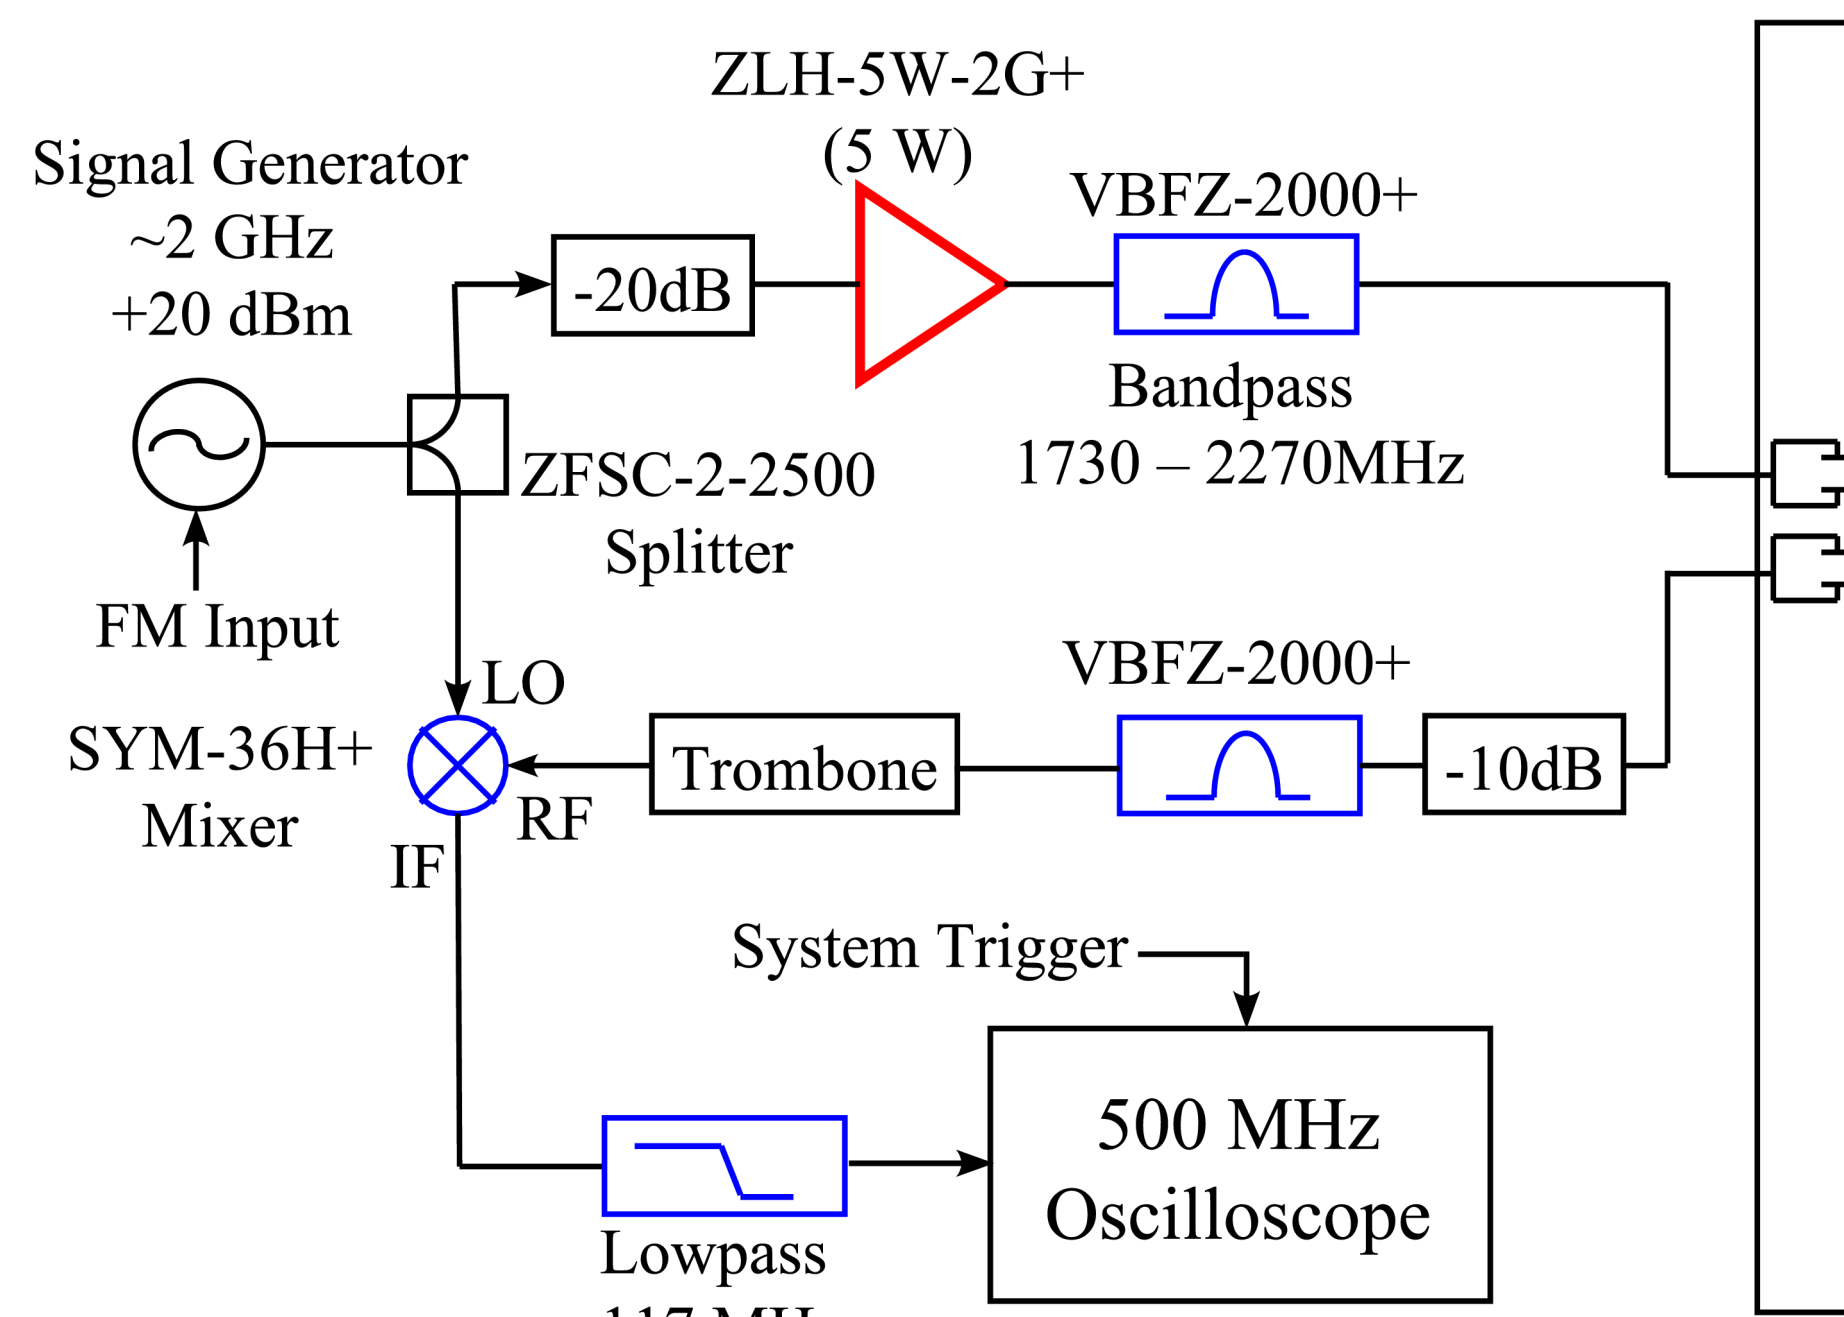 ZLH-5W-2G+
(5 W)
Signal Generator
~2 GHz
+20 dBm
VBFZ-2000+
-20dB
Bandpass
1730 – 2270MHz
ZFSC-2-2500
Splitter
FM Input
LO
VBFZ-2000+
SYM-36H+
Mixer
Trombone
-10dB
RF
IF
System Trigger
500 MHz
Oscilloscope
Lowpass